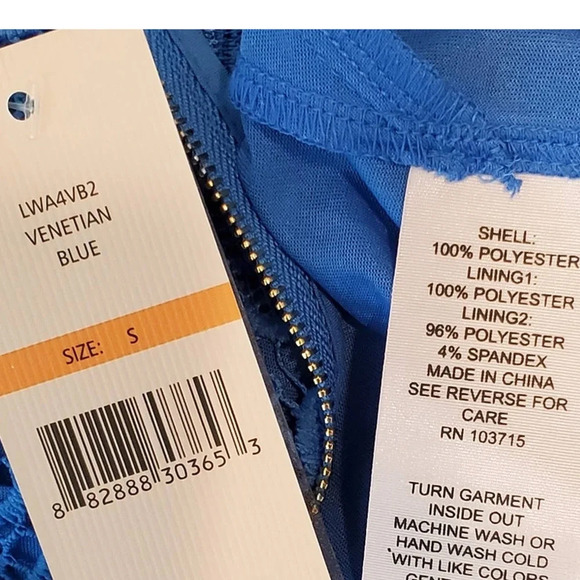 LWA4VB2
VENETIAN
BLUE
SIZE: S
8 82888 30365 3
SHELL:
100% POLYESTER
LINING1:
100% POLYESTER
LINING2:
96% POLYESTER
4% SPANDEX
MADE IN CHINA
SEE REVERSE FOR
CARE
RN 103715
TURN GARMENT
INSIDE OUT
MACHINE WASH OR
HAND WASH COLD
WITH LIKE COLORS